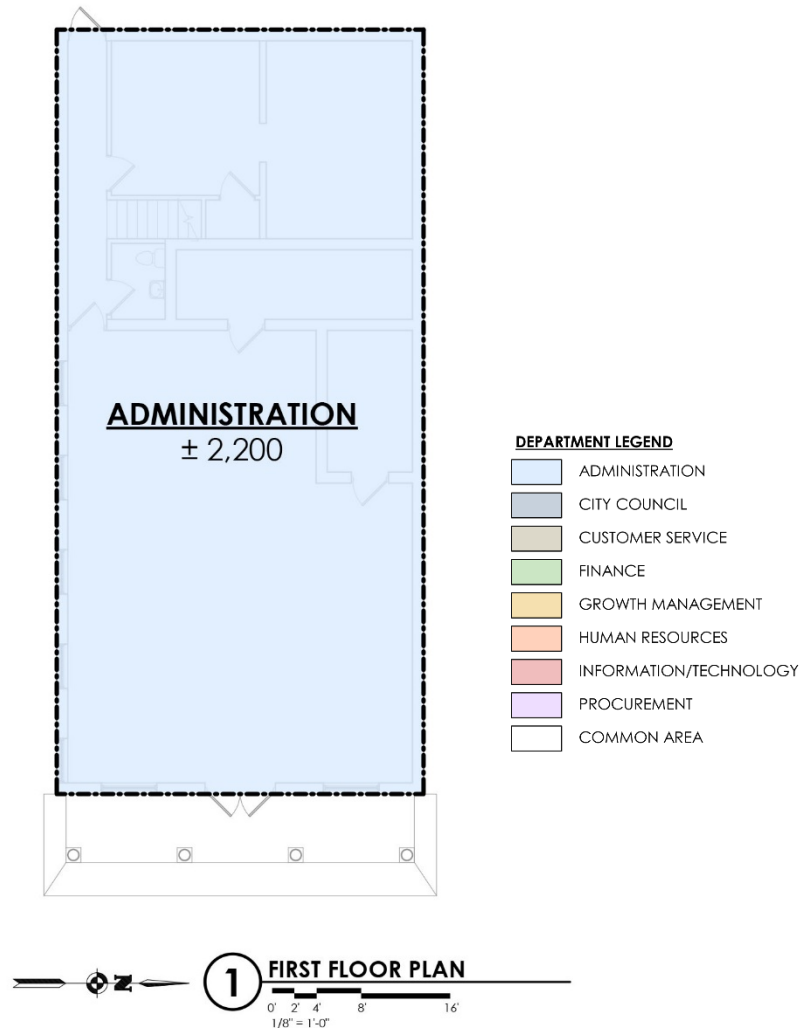 ADMINISTRATION
± 2,200
DEPARTMENT LEGEND
ADMINISTRATION
CITY COUNCIL
CUSTOMER SERVICE
FINANCE
GROWTH MANAGEMENT
HUMAN RESOURCES
INFORMATION/TECHNOLOGY
PROCUREMENT
COMMON AREA
N
1
FIRST FLOOR PLAN
0' 2' 4' 8' 16'
1/8" = 1'-0"